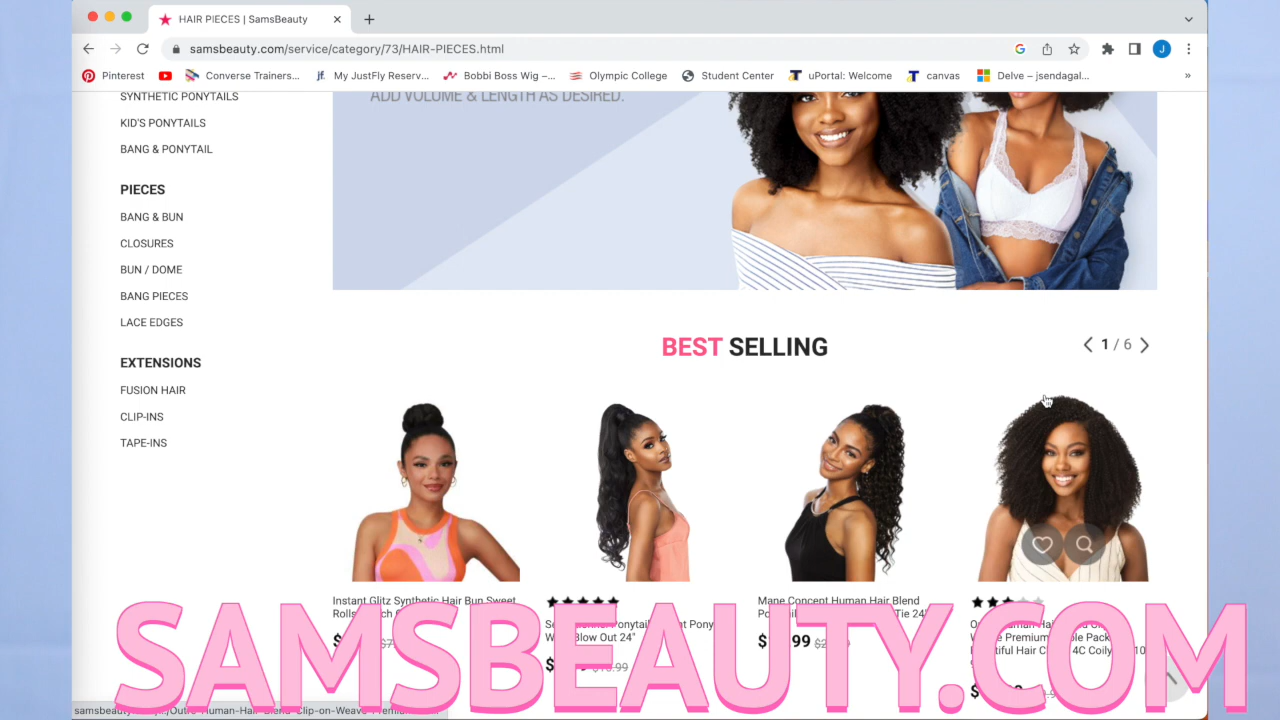 HAIR PIECES | SamsBeauty
samsbeauty.com/service/category/73/HAIR-PIECES.html
Pinterest
Converse Trainers...
My JustFly Reserv...
Bobbi Boss Wig –...
Olympic College
Student Center
uPortal: Welcome
canvas
Delve – jsendagal...
SYNTHETIC PONYTAILS
KID'S PONYTAILS
BANG & PONYTAIL
PIECES
BANG & BUN
CLOSURES
BUN / DOME
BANG PIECES
LACE EDGES
EXTENSIONS
FUSION HAIR
CLIP-INS
TAPE-INS
ADD VOLUME & LENGTH AS DESIRED.
BEST SELLING
1 / 6
Instant Glitz Synthetic Hair Bun Sweet
Mane Concept Human Hair Blend
Blow Out 24"
SAMSBEAUTY.COM